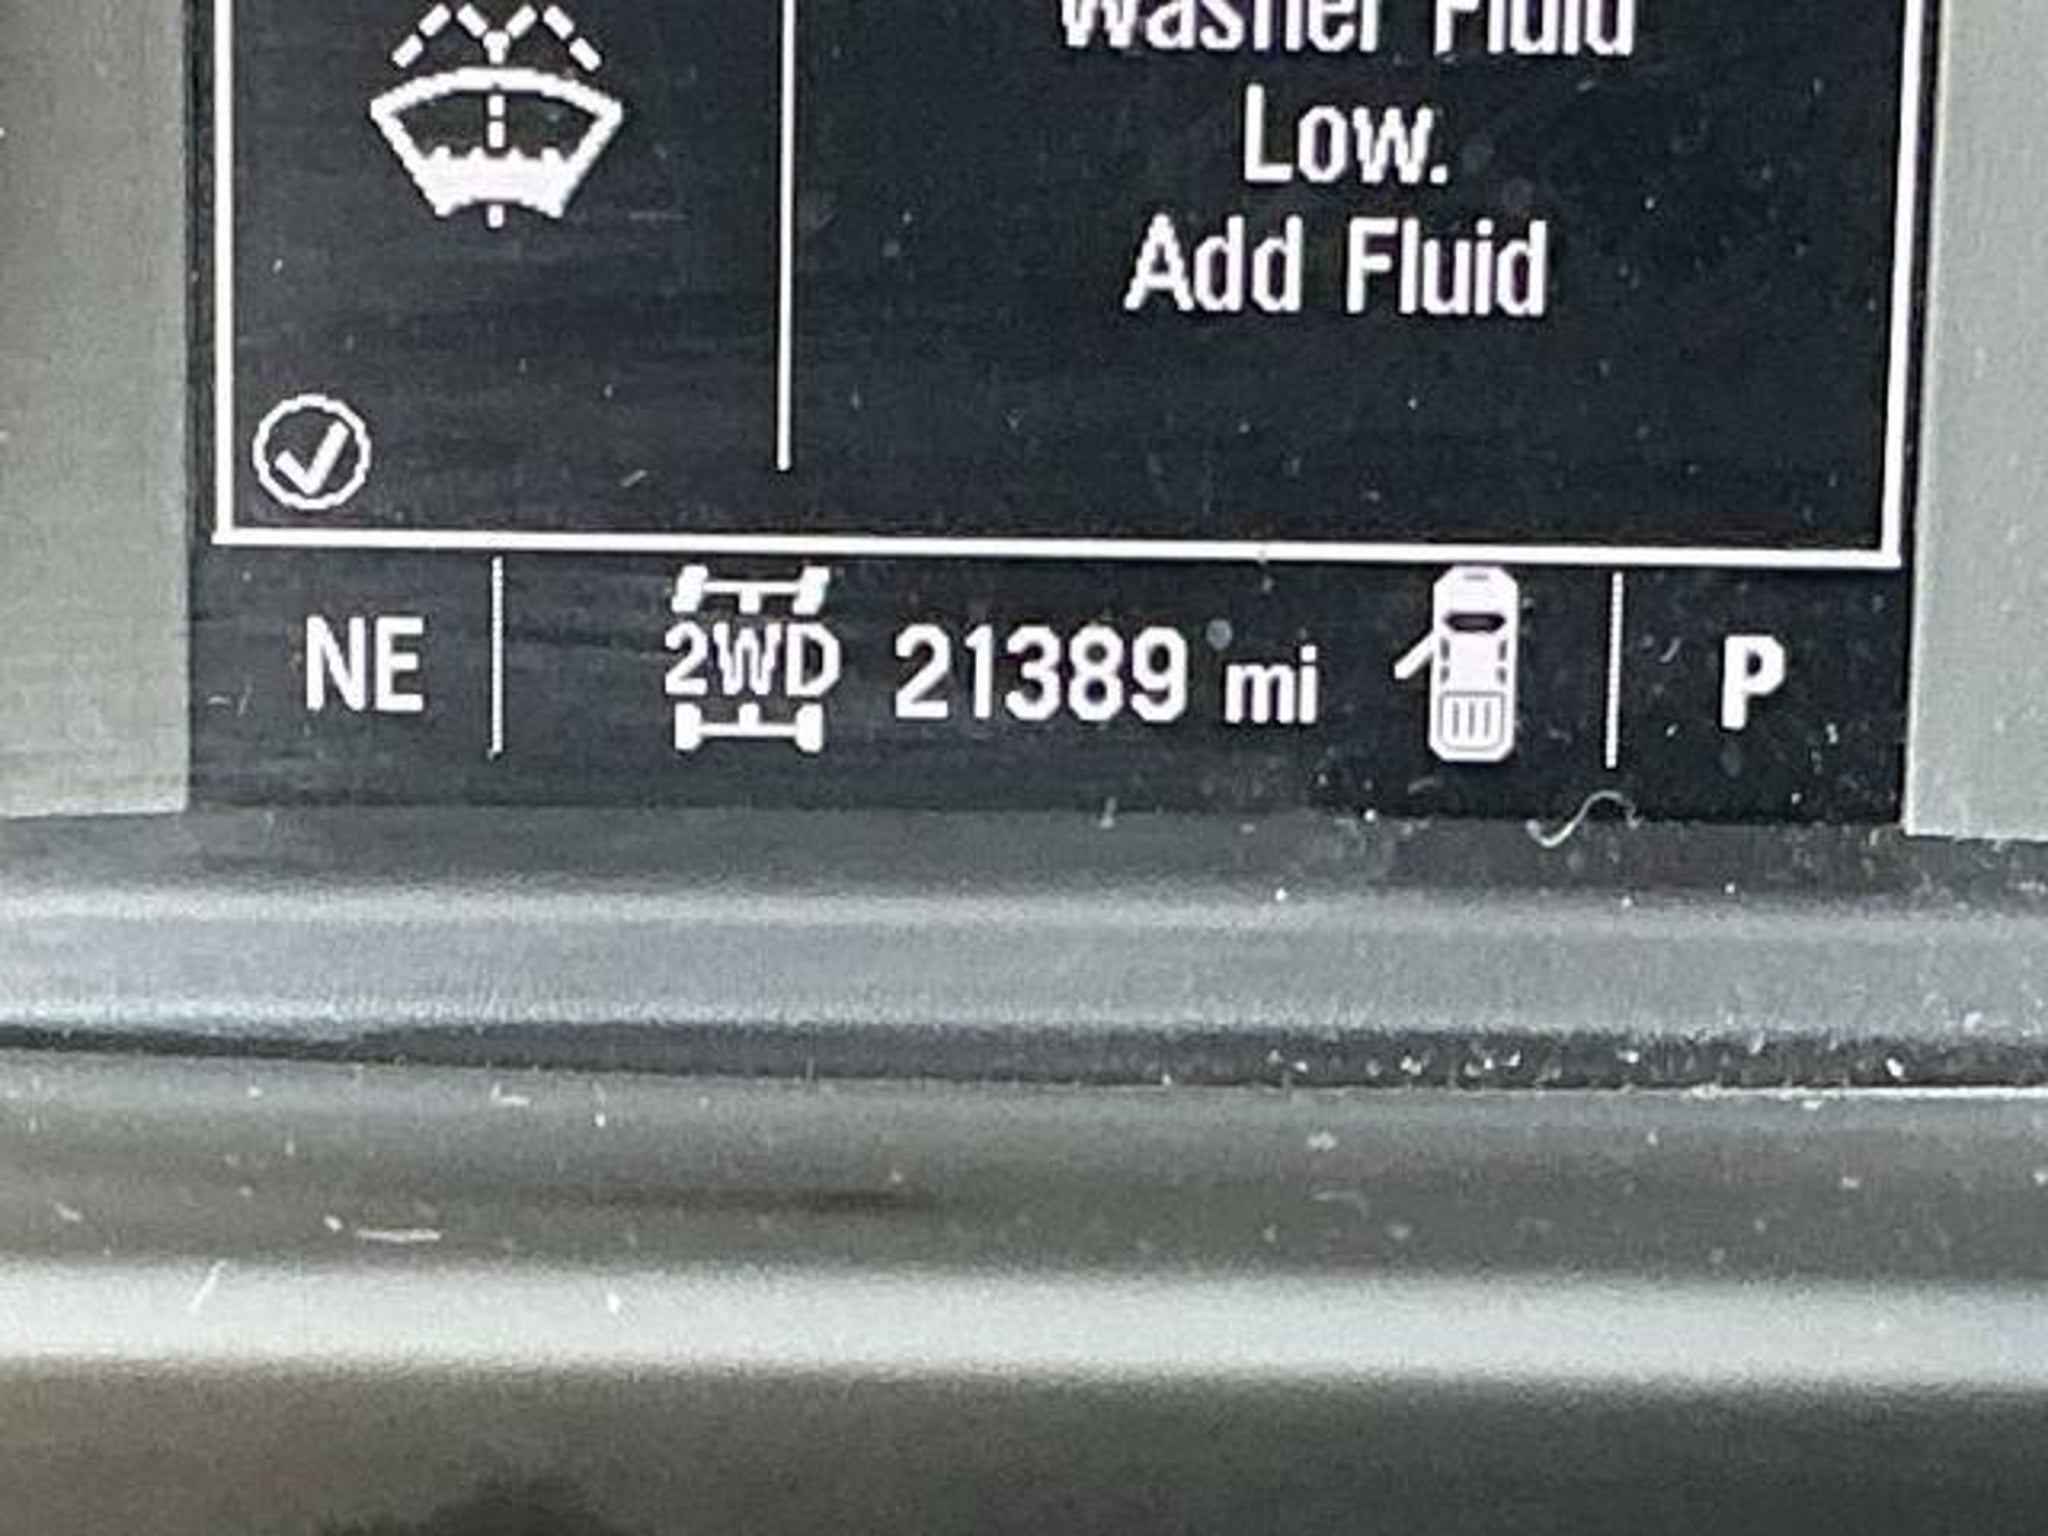 Washer Fluid
Low.
Add Fluid
NE 2WD 21389 mi P